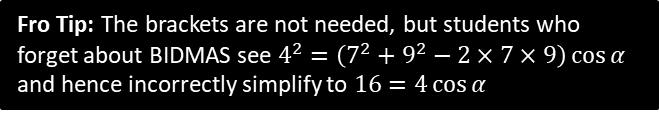 Fro Tip: The brackets are not needed, but students who
forget about BIDMAS see 4² = (7² + 9² − 2 × 7 × 9) cos 𝛼
and hence incorrectly simplify to 16 = 4 cos 𝛼